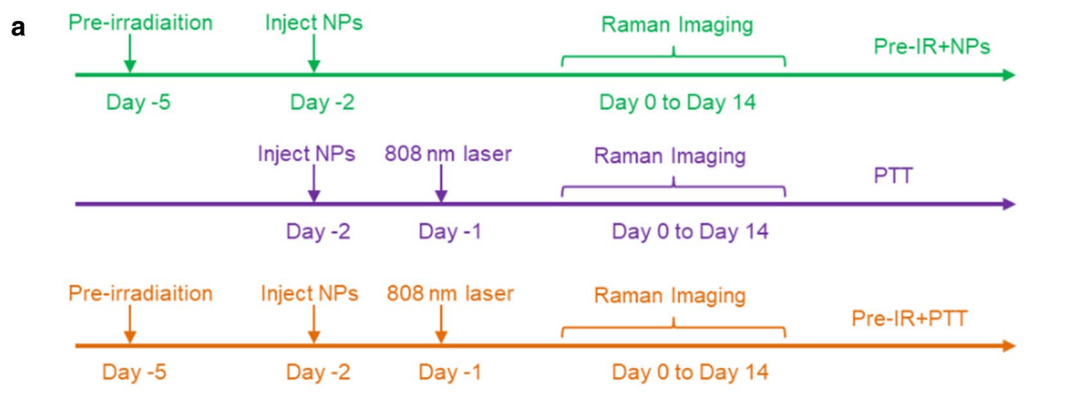 a
Pre-irradiaition
Inject NPs
Raman Imaging
Pre-IR+NPs
Day -5
Day -2
Day 0 to Day 14
Inject NPs
808 nm laser
Raman Imaging
PTT
Day -2
Day -1
Day 0 to Day 14
Pre-irradiaition
Inject NPs
808 nm laser
Raman Imaging
Pre-IR+PTT
Day -5
Day -2
Day -1
Day 0 to Day 14